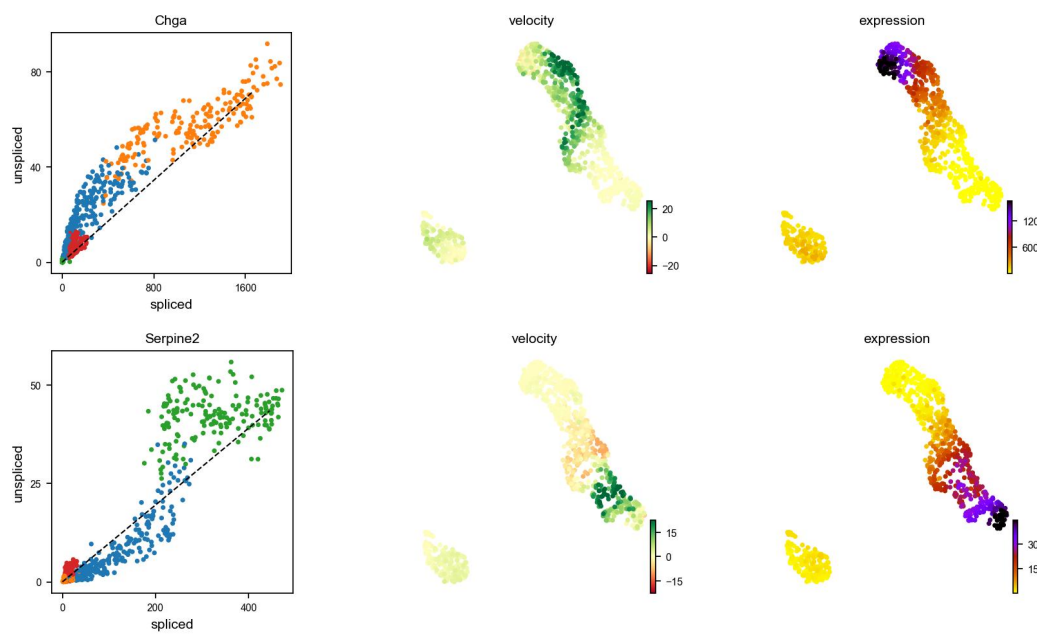 Chga
velocity
expression
80
40
0
unspliced
0
800
1600
spliced
20
0
−20
120
600
Serpine2
velocity
expression
50
25
0
unspliced
0
200
400
spliced
15
0
−15
30
15